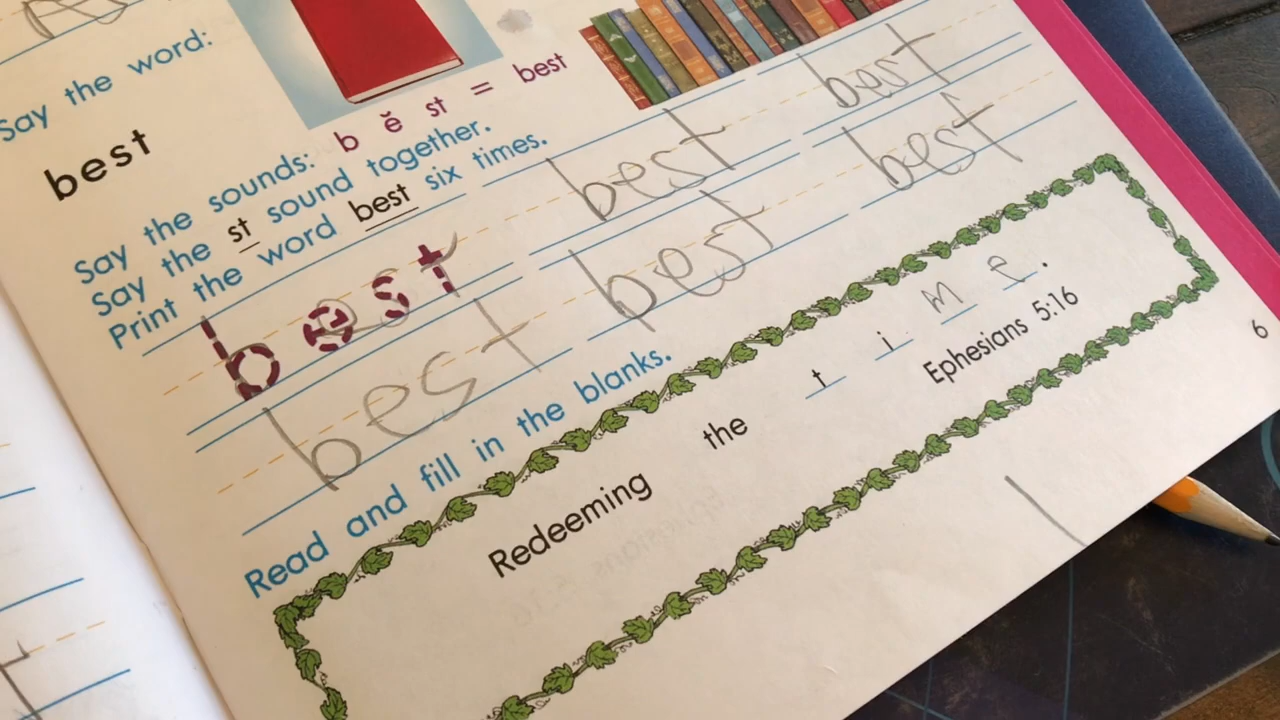 Say the word:
best
b ĕ st = best
Say the sounds:
Say the st sound together.
Print the word best six times.
best best best
best best best
Read and fill in the blanks.
Redeeming the t i m e.
Ephesians 5:16
6